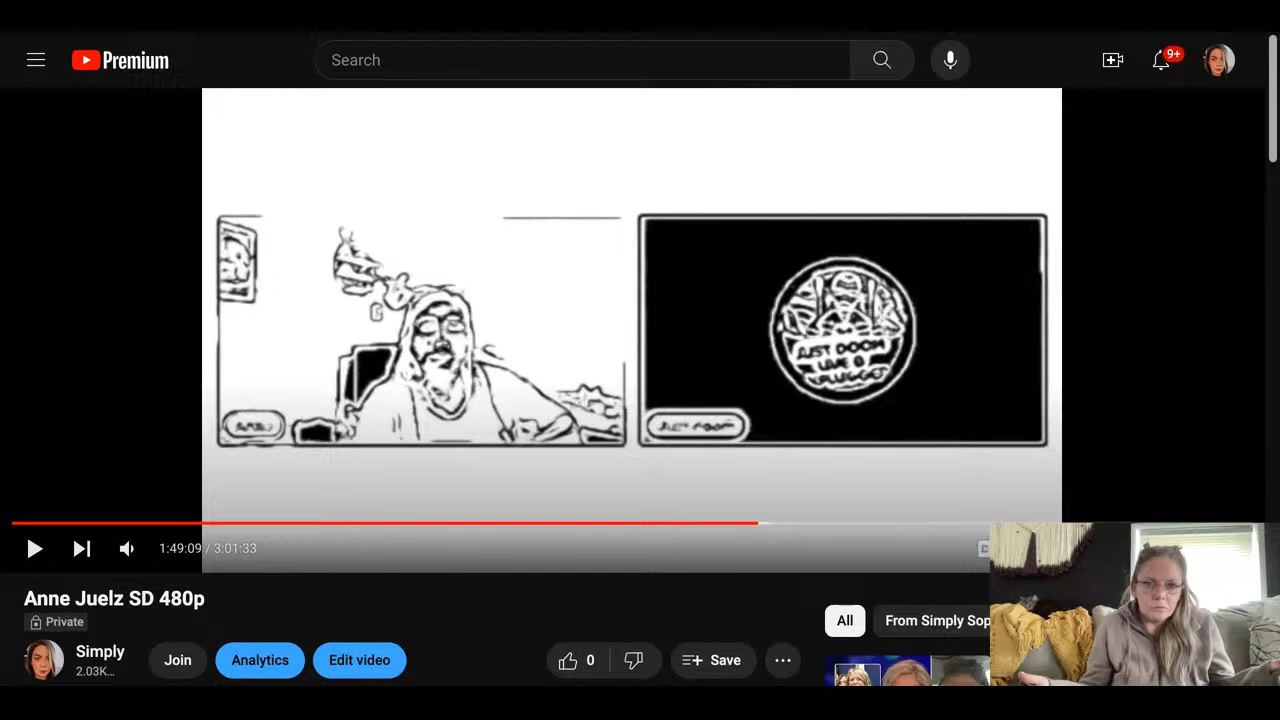 Premium
Search
9+
JUST DOOM
LIVE &
1:49:09 / 3:01:33
Anne Juelz SD 480p
Private
All
From Simply Sop
Simply
2.03K...
Join
Analytics
Edit video
0
Save